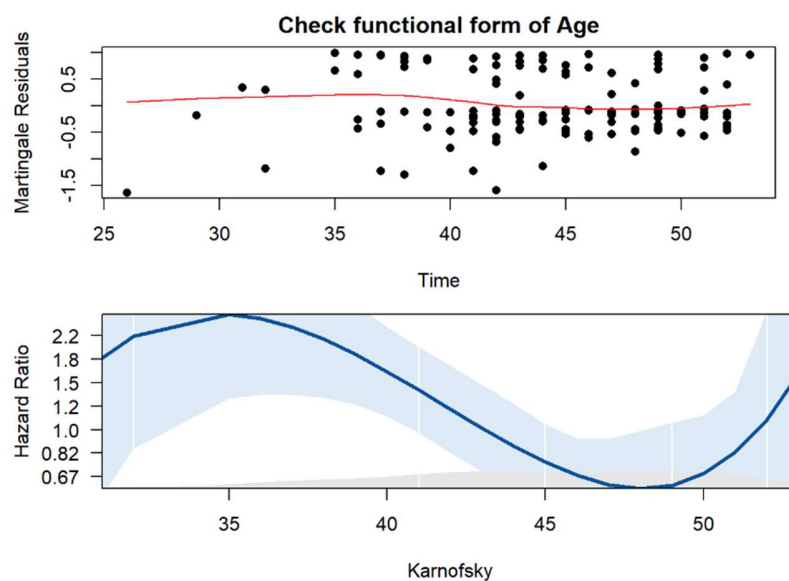 Check functional form of Age
Martingale Residuals
0.5
-0.5
-1.5
25 30 35 40 45 50
Time
Hazard Ratio
2.2
1.8
1.5
1.2
1.0
0.82
0.67
35 40 45 50
Karnofsky